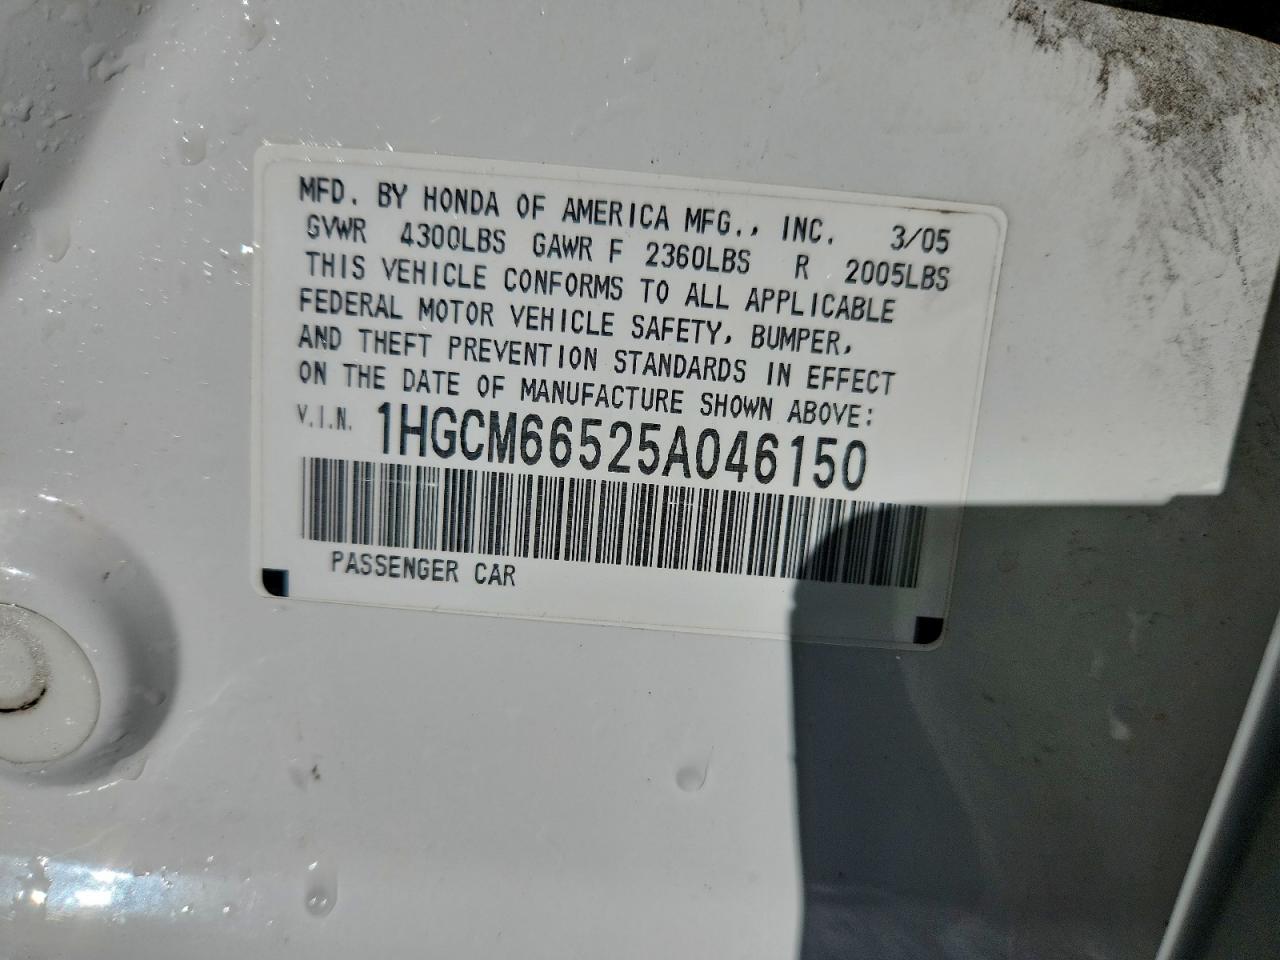 MFD. BY HONDA OF AMERICA MFG., INC. 3/05
GVWR 4300LBS GAWR F 2360LBS R 2005LBS
THIS VEHICLE CONFORMS TO ALL APPLICABLE
FEDERAL MOTOR VEHICLE SAFETY, BUMPER,
AND THEFT PREVENTION STANDARDS IN EFFECT
ON THE DATE OF MANUFACTURE SHOWN ABOVE:
V.I.N. 1HGCM66525A046150
PASSENGER CAR